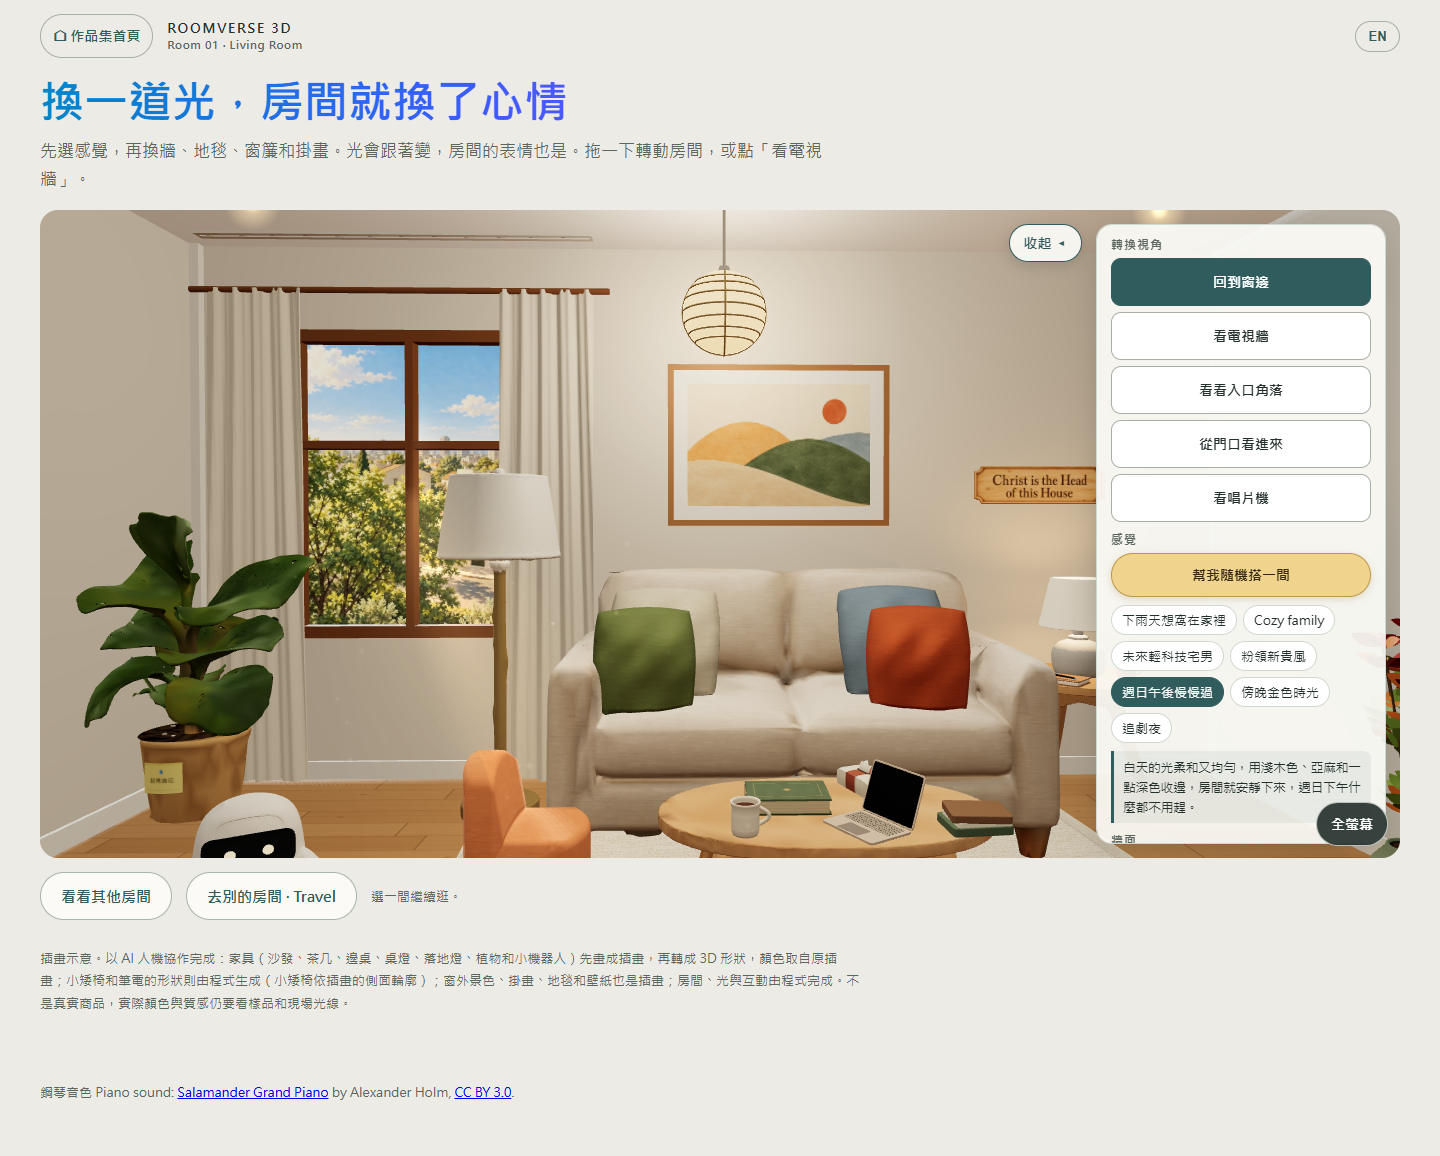 作品集首頁
ROOMVERSE 3D
Room 01 · Living Room
EN
換一道光，房間就換了心情
先選感覺，再換牆、地毯、窗簾和掛畫。光會跟著變，房間的表情也是。拖一下轉動房間，或點「看電視
牆」。
收起
轉換視角
回到窗邊
看電視牆
看看入口角落
從門口看進來
看唱片機
感覺
幫我隨機搭一間
下雨天想窩在家裡
Cozy family
未來輕科技宅男
粉領新貴風
週日午後慢慢過
傍晚金色時光
追劇夜
白天的光柔和又均勻，用淺木色、亞麻和一
點深色收邊，房間就安靜下來，週日下午什
麼都不用趕。
牆面
全螢幕
Christ is the Head
of this House
看看其他房間
去別的房間 · Travel
選一間繼續逛。
插畫示意。以 AI 人機協作完成：家具（沙發、茶几、邊桌、桌燈、落地燈、植物和小機器人）先畫成插畫，再轉成 3D 形狀，顏色取自原插
畫；小矮椅和筆電的形狀則由程式生成（小矮椅依插畫的側面輪廓）；窗外景色、掛畫、地毯和壁紙也是插畫；房間、光與互動由程式完成。不
是真實商品，實際顏色與質感仍要看樣品和現場光線。
鋼琴音色 Piano sound: Salamander Grand Piano by Alexander Holm, CC BY 3.0.